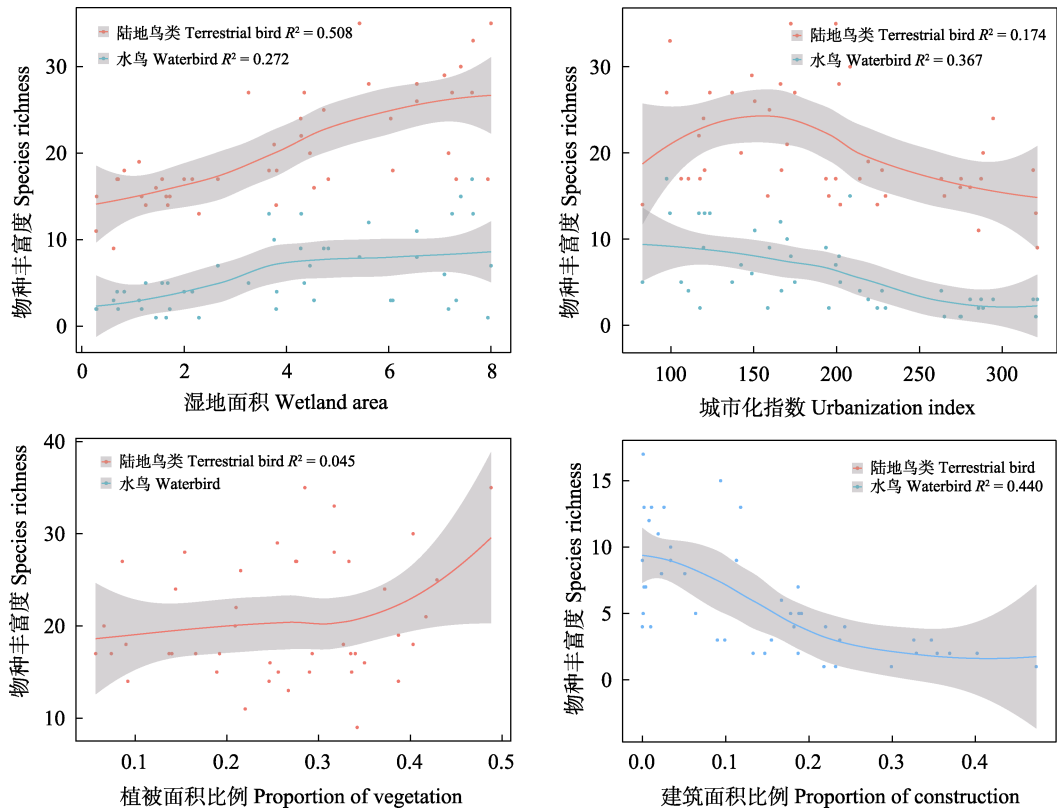 陆地鸟类 Terrestrial bird R² = 0.508
水鸟 Waterbird R² = 0.272
物种丰富度 Species richness
30
20
10
0
0 2 4 6 8
湿地面积 Wetland area
陆地鸟类 Terrestrial bird R² = 0.174
水鸟 Waterbird R² = 0.367
物种丰富度 Species richness
30
20
10
0
100 150 200 250 300
城市化指数 Urbanization index
陆地鸟类 Terrestrial bird R² = 0.045
水鸟 Waterbird
物种丰富度 Species richness
40
30
20
10
0.1 0.2 0.3 0.4 0.5
植被面积比例 Proportion of vegetation
陆地鸟类 Terrestrial bird
水鸟 Waterbird R² = 0.440
物种丰富度 Species richness
15
10
5
0
0.0 0.1 0.2 0.3 0.4
建筑面积比例 Proportion of construction